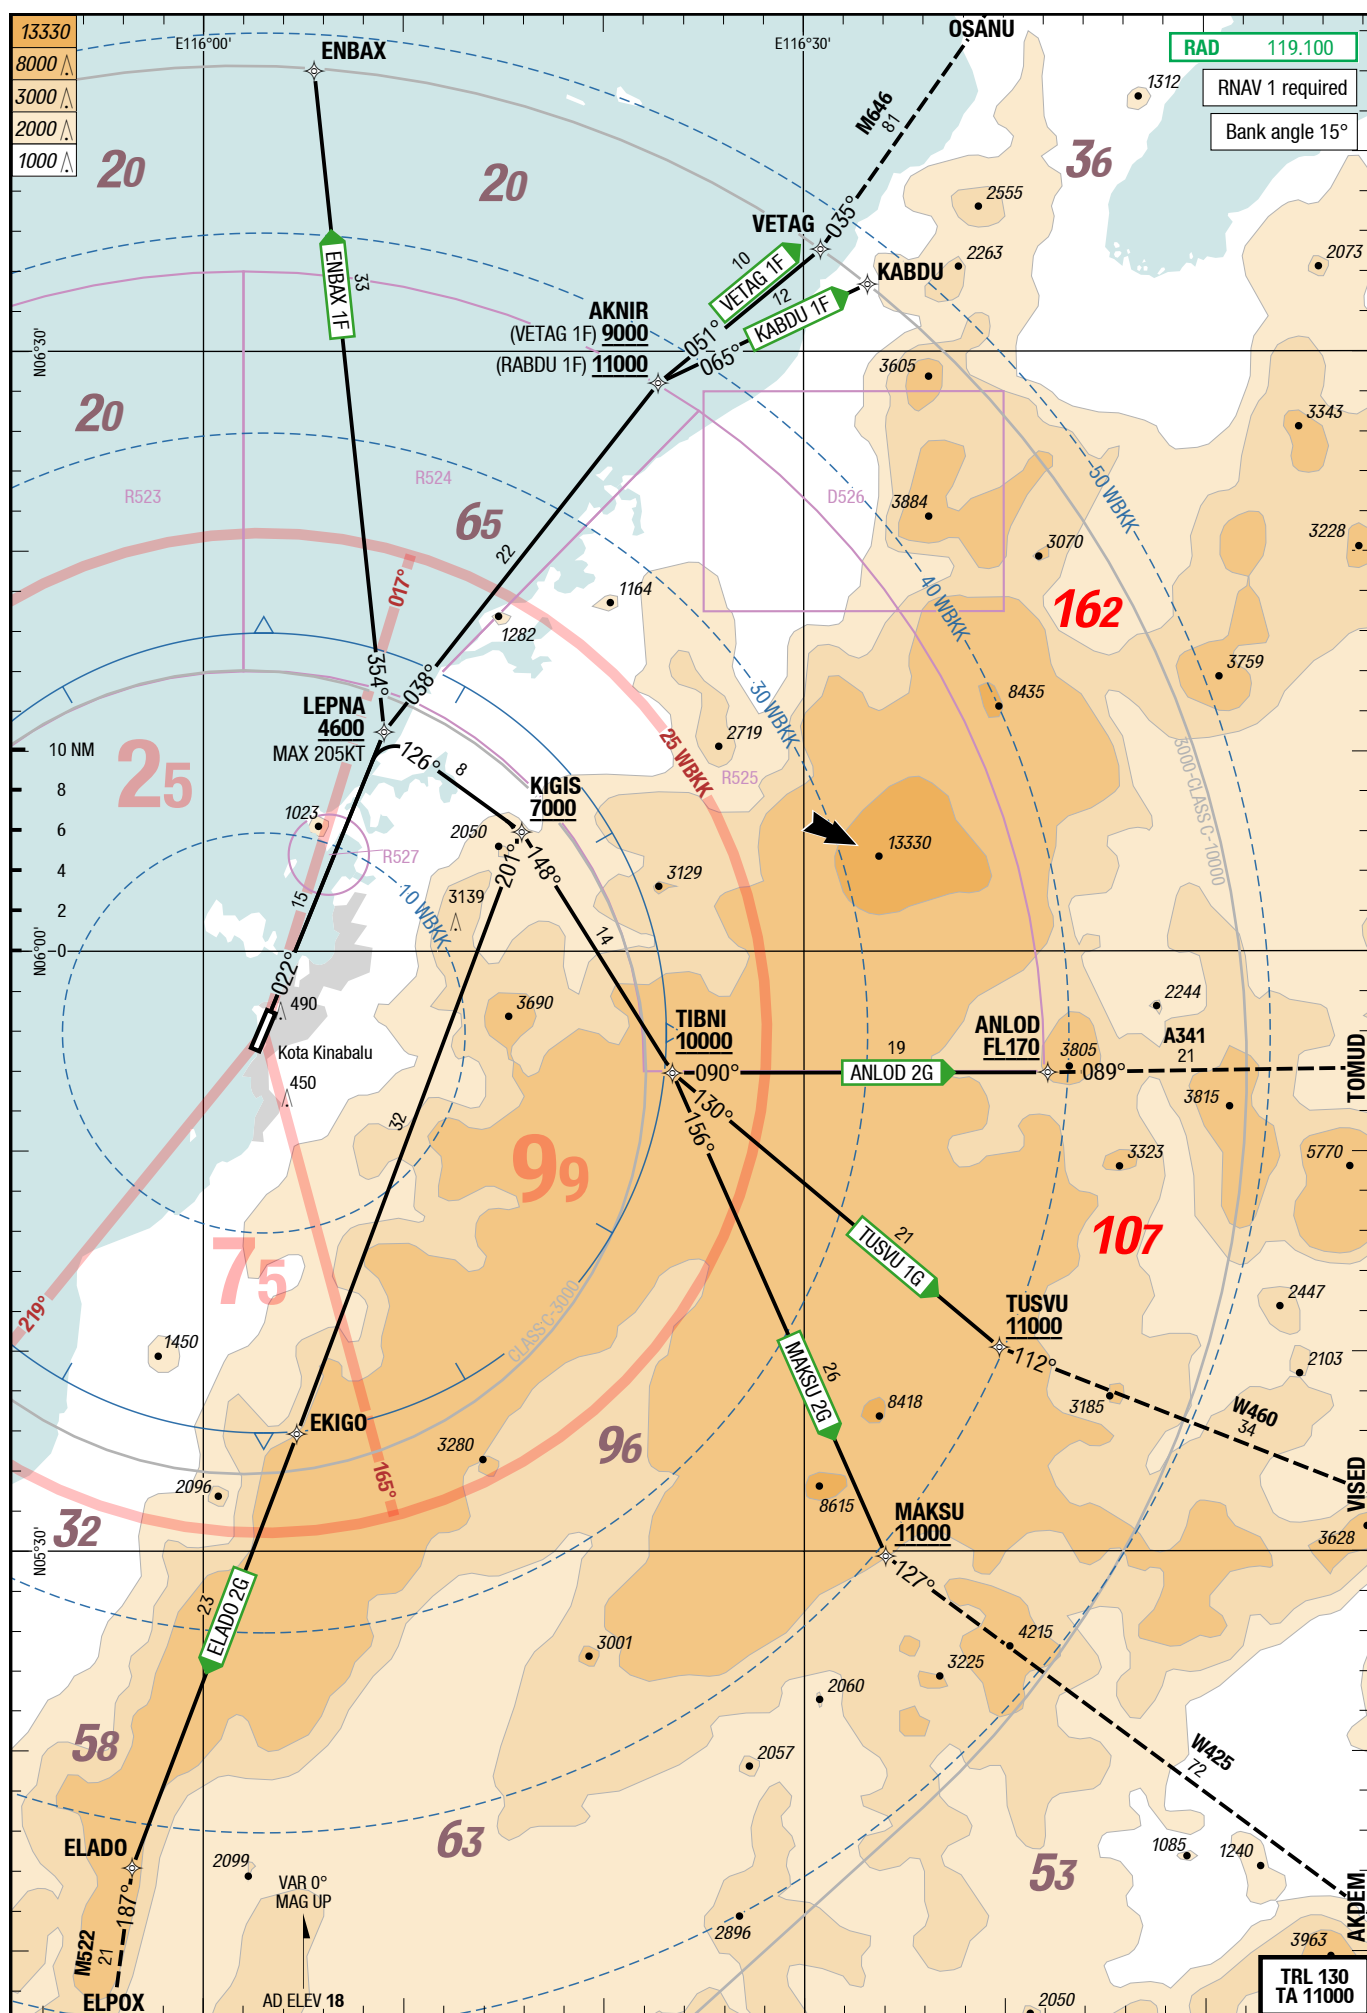 13330
8000
3000
2000
1000
E116°00'
E116°30'
ENBAX
OSANU
RAD 119.100
RNAV 1 required
Bank angle 15°
1312
M646
81
20
20
36
2555
VETAG
035°
2263
KABDU
2073
10
VETAG 1F
12
KABDU 1F
ENBAX 1F
33
AKNIR
(VETAG 1F) 9000
(RABDU 1F) 11000
051°
065°
N06°30'
3605
3343
20
R523
R524
65
D526
3884
50 WBKK
3228
22
3070
017°
1164
1282
40 WBKK
162
3759
354°
038°
8435
30 WBKK
LEPNA
4600
MAX 205KT
2719
25 WBKK
R525
3000-CLASS C-10000
10 NM
8
6
4
2
0
25
126°
8
KIGIS
7000
1023
2050
R527
201°
148°
13330
3129
3139
10 WBKK
15
14
N06°00'
022°
490
3690
2244
Kota Kinabalu
450
TIBNI
10000
ANLOD
FL170
3805
A341
21
TOMUD
090°
19
ANLOD 2G
089°
130°
156°
3815
32
99
3323
5770
75
21
TUSVU 1G
107
219°
2447
TUSVU
11000
1450
CLASS C-3000
112°
2103
26
MAKSU 2G
3185
W460
34
8418
EKIGO
3280
96
165°
2096
VISED
8615
32
MAKSU
11000
3628
N05°30'
127°
23
ELADO 2G
4215
3001
3225
2060
58
2057
W425
72
63
1085
1240
53
ELADO
2099
VAR 0°
MAG UP
187°
M522
21
2896
AKDEM
3963
ELPOX
AD ELEV 18
2050
TRL 130
TA 11000